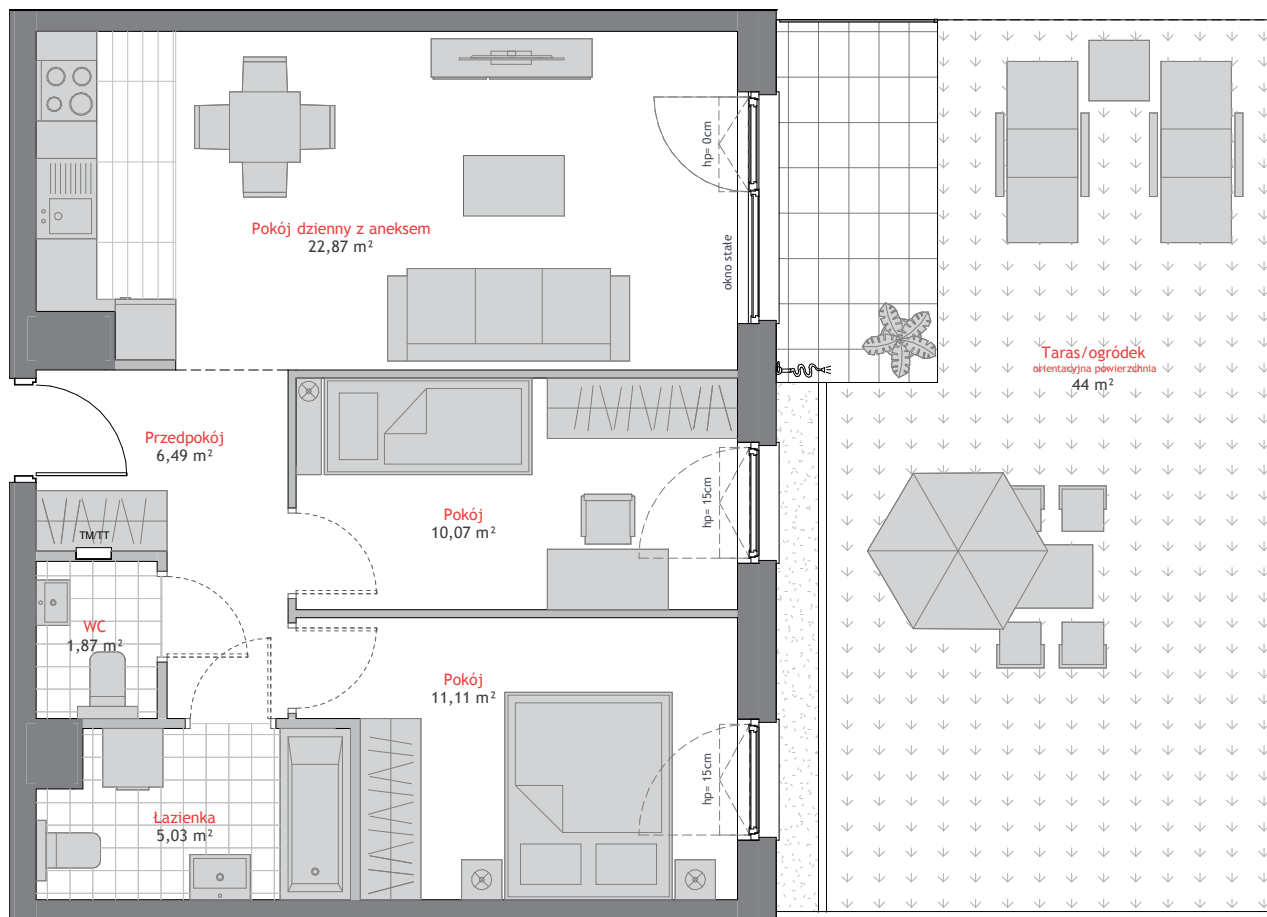 hp= 0cm
Pokój dzienny z aneksem
22,87 m²
okno stałe
Taras/ogródek
orientacyjna powierzchnia
44 m²
Przedpokój
6,49 m²
hp= 15cm
Pokój
10,07 m²
TM/TT
WC
1,87 m²
Pokój
11,11 m²
hp= 15cm
Łazienka
5,03 m²